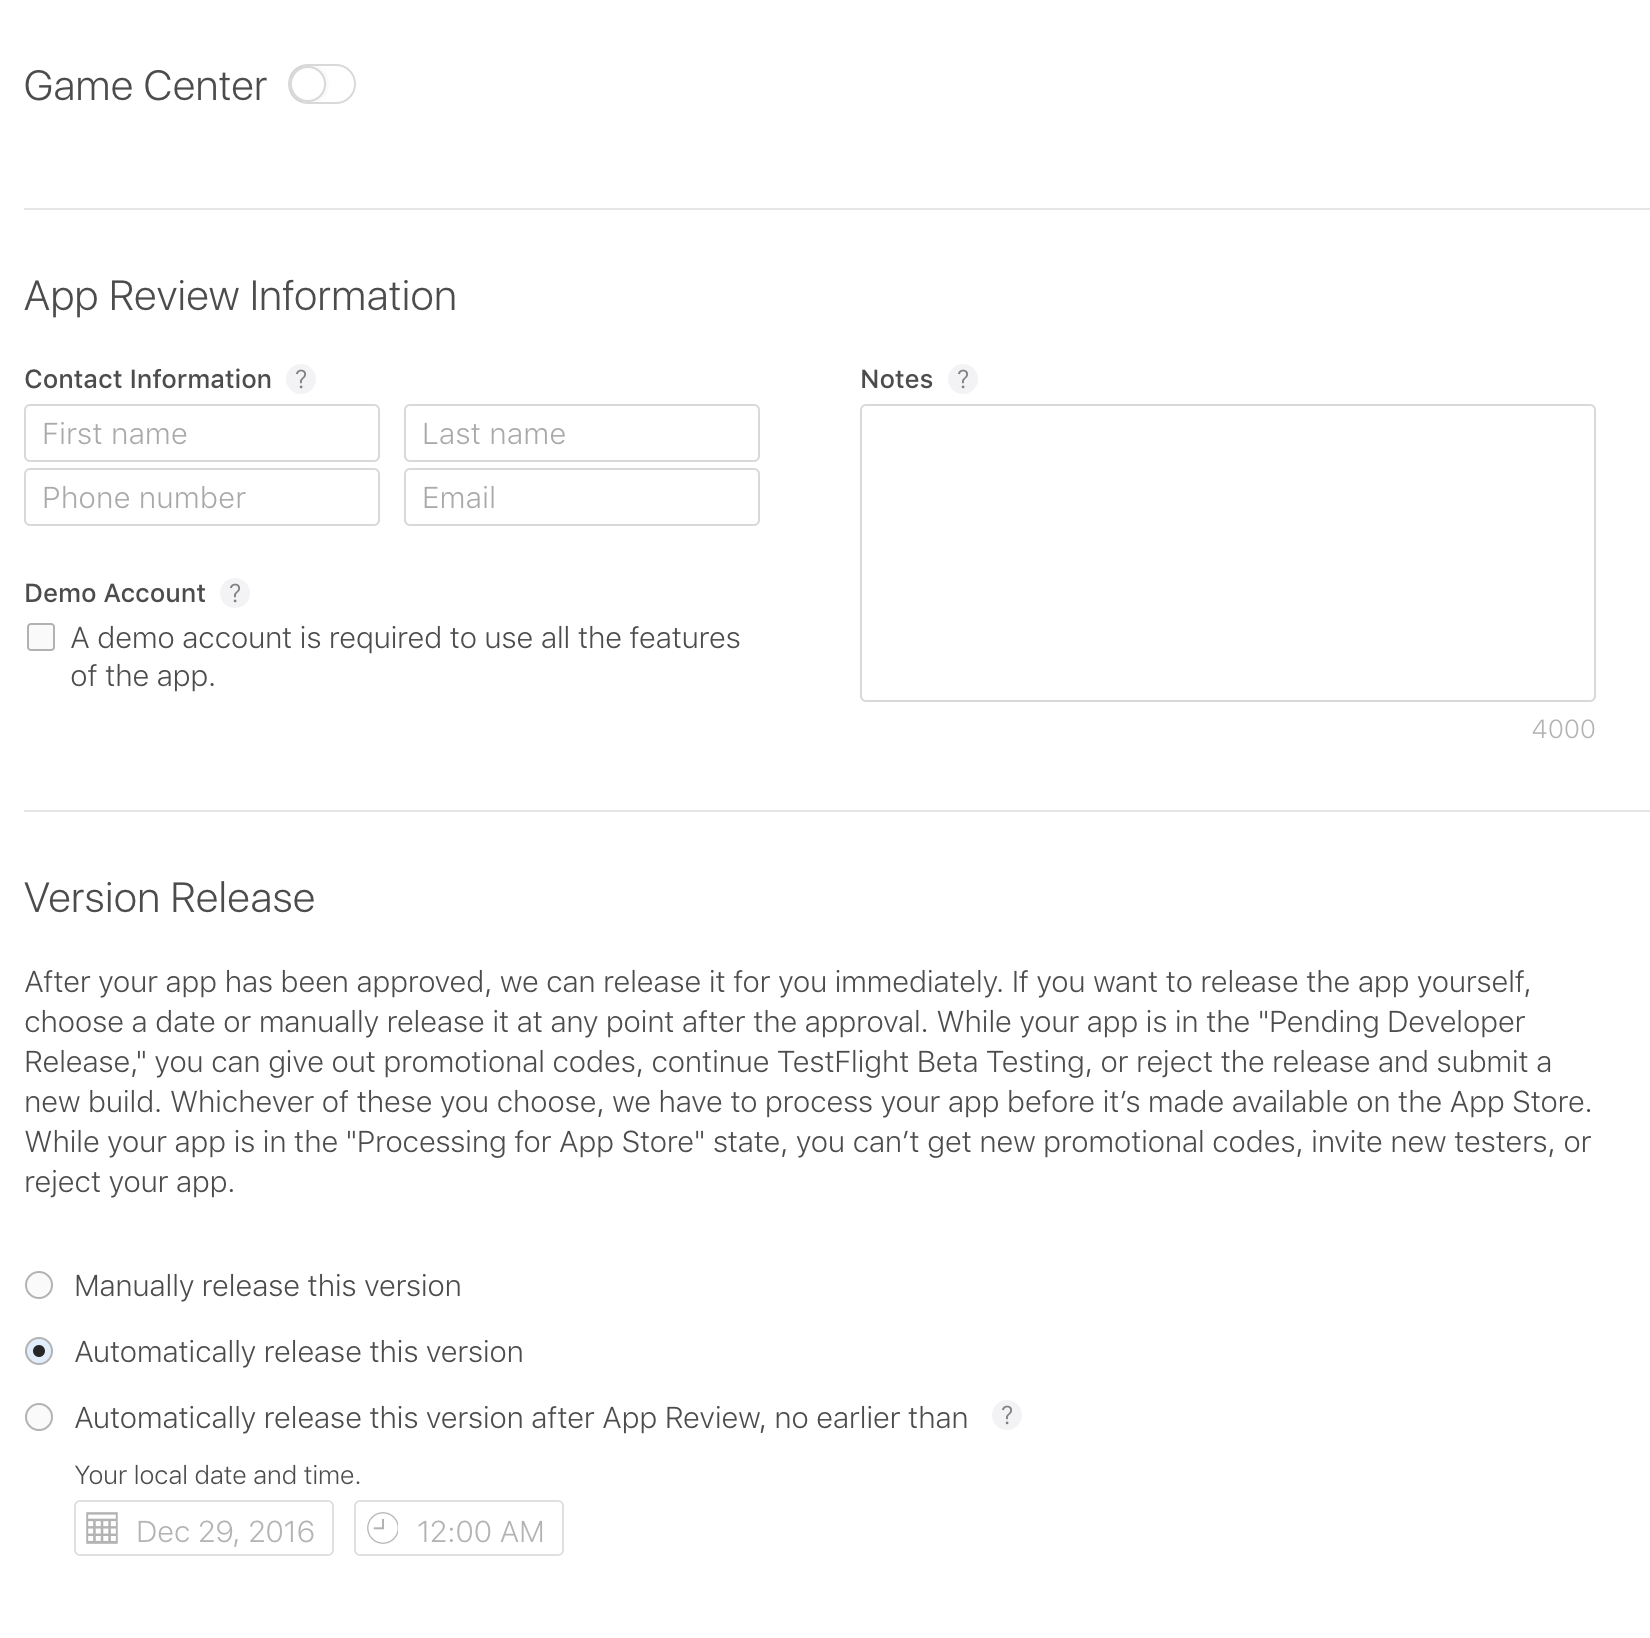 Game Center
App Review Information
Contact Information ?
First name
Last name
Phone number
Email
Demo Account ?
A demo account is required to use all the features
of the app.
Notes ?
4000
Version Release
After your app has been approved, we can release it for you immediately. If you want to release the app yourself,
choose a date or manually release it at any point after the approval. While your app is in the "Pending Developer
Release," you can give out promotional codes, continue TestFlight Beta Testing, or reject the release and submit a
new build. Whichever of these you choose, we have to process your app before it’s made available on the App Store.
While your app is in the "Processing for App Store" state, you can’t get new promotional codes, invite new testers, or
reject your app.
Manually release this version
Automatically release this version
Automatically release this version after App Review, no earlier than ?
Your local date and time.
Dec 29, 2016
12:00 AM